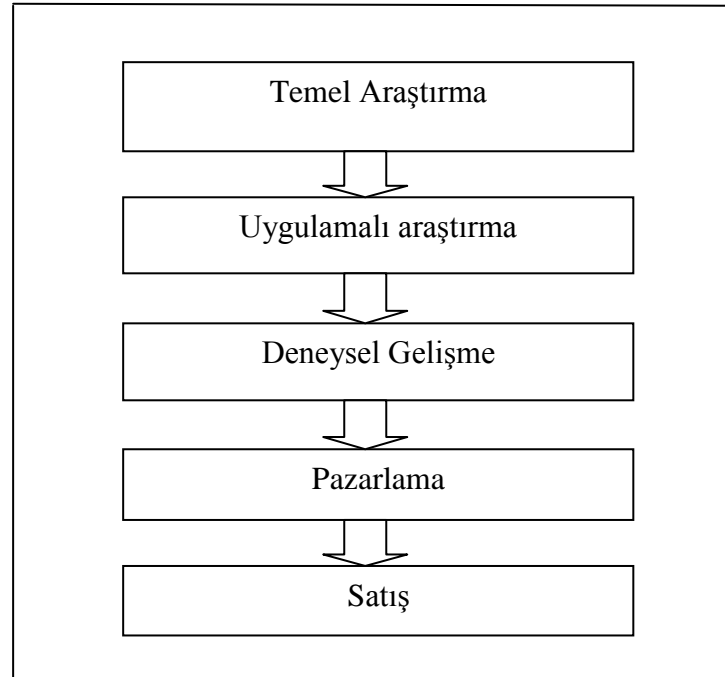 Temel Araştırma
Uygulamalı araştırma
Deneysel Gelişme
Pazarlama
Satış